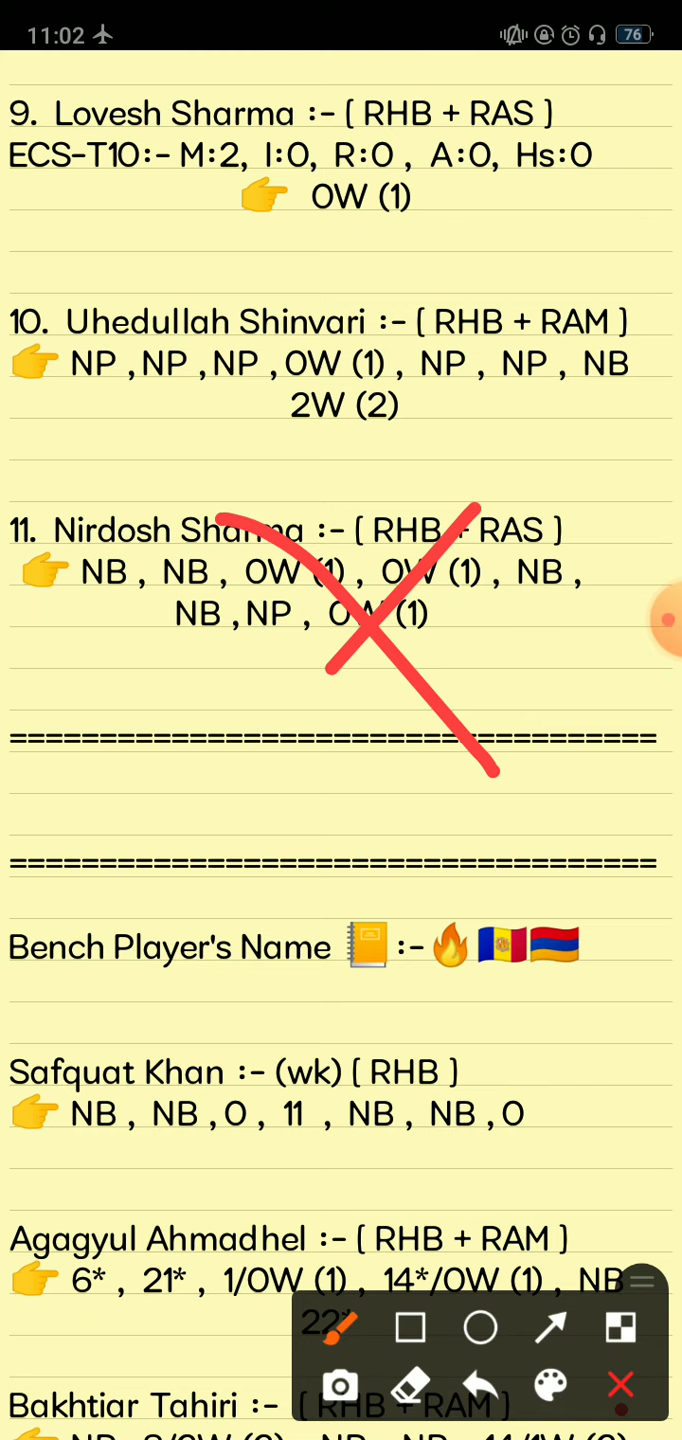 11:02
76
9. Lovesh Sharma :- ( RHB + RAS )
ECS-T10:- M:2, I:0, R:0 , A:0, Hs:0
👉 0W (1)
10. Uhedullah Shinvari :- ( RHB + RAM )
👉 NP ,NP ,NP ,0W (1) , NP , NP , NB
2W (2)
11. Nirdosh Sharma :- ( RHB + RAS )
👉 NB , NB , 0W (1) , 0W (1) , NB ,
NB ,NP , 0W (1)
====================================
====================================
Bench Player's Name 📒 :-🔥🇦🇩🇦🇲
Safquat Khan :- (wk) ( RHB )
👉 NB , NB ,0 , 11 , NB , NB ,0
Agagyul Ahmadhel :- ( RHB + RAM )
👉 6* , 21* , 1/0W (1) , 14*/0W (1) , NB
22*
Bakhtiar Tahiri :- ( RHB + RAM )